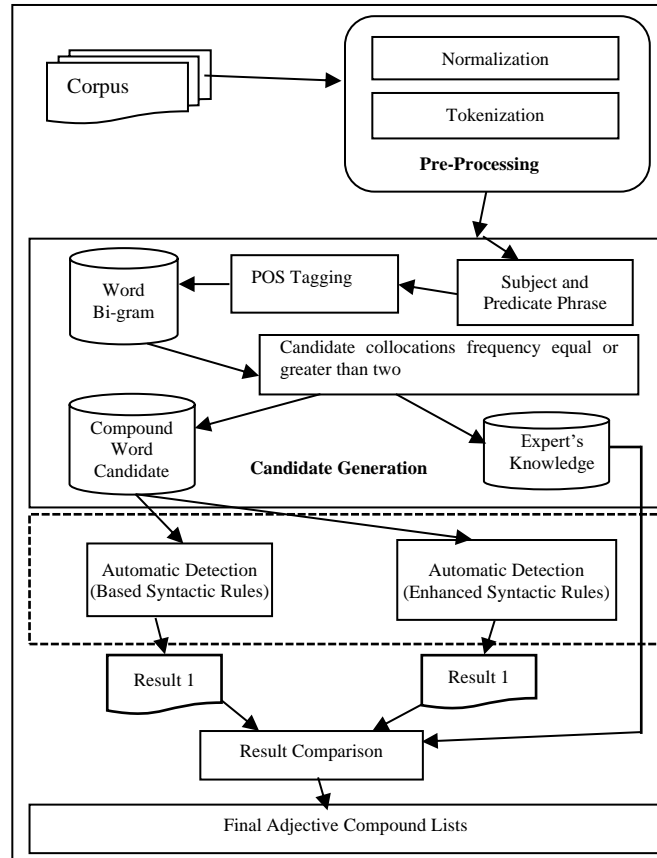 Corpus
Normalization
Tokenization
Pre-Processing
Word
Bi-gram
POS Tagging
Subject and
Predicate Phrase
Candidate collocations frequency equal or
greater than two
Compound
Word
Candidate
Expert's
Knowledge
Candidate Generation
Automatic Detection
(Based Syntactic Rules)
Automatic Detection
(Enhanced Syntactic Rules)
Result 1
Result 1
Result Comparison
Final Adjective Compound Lists